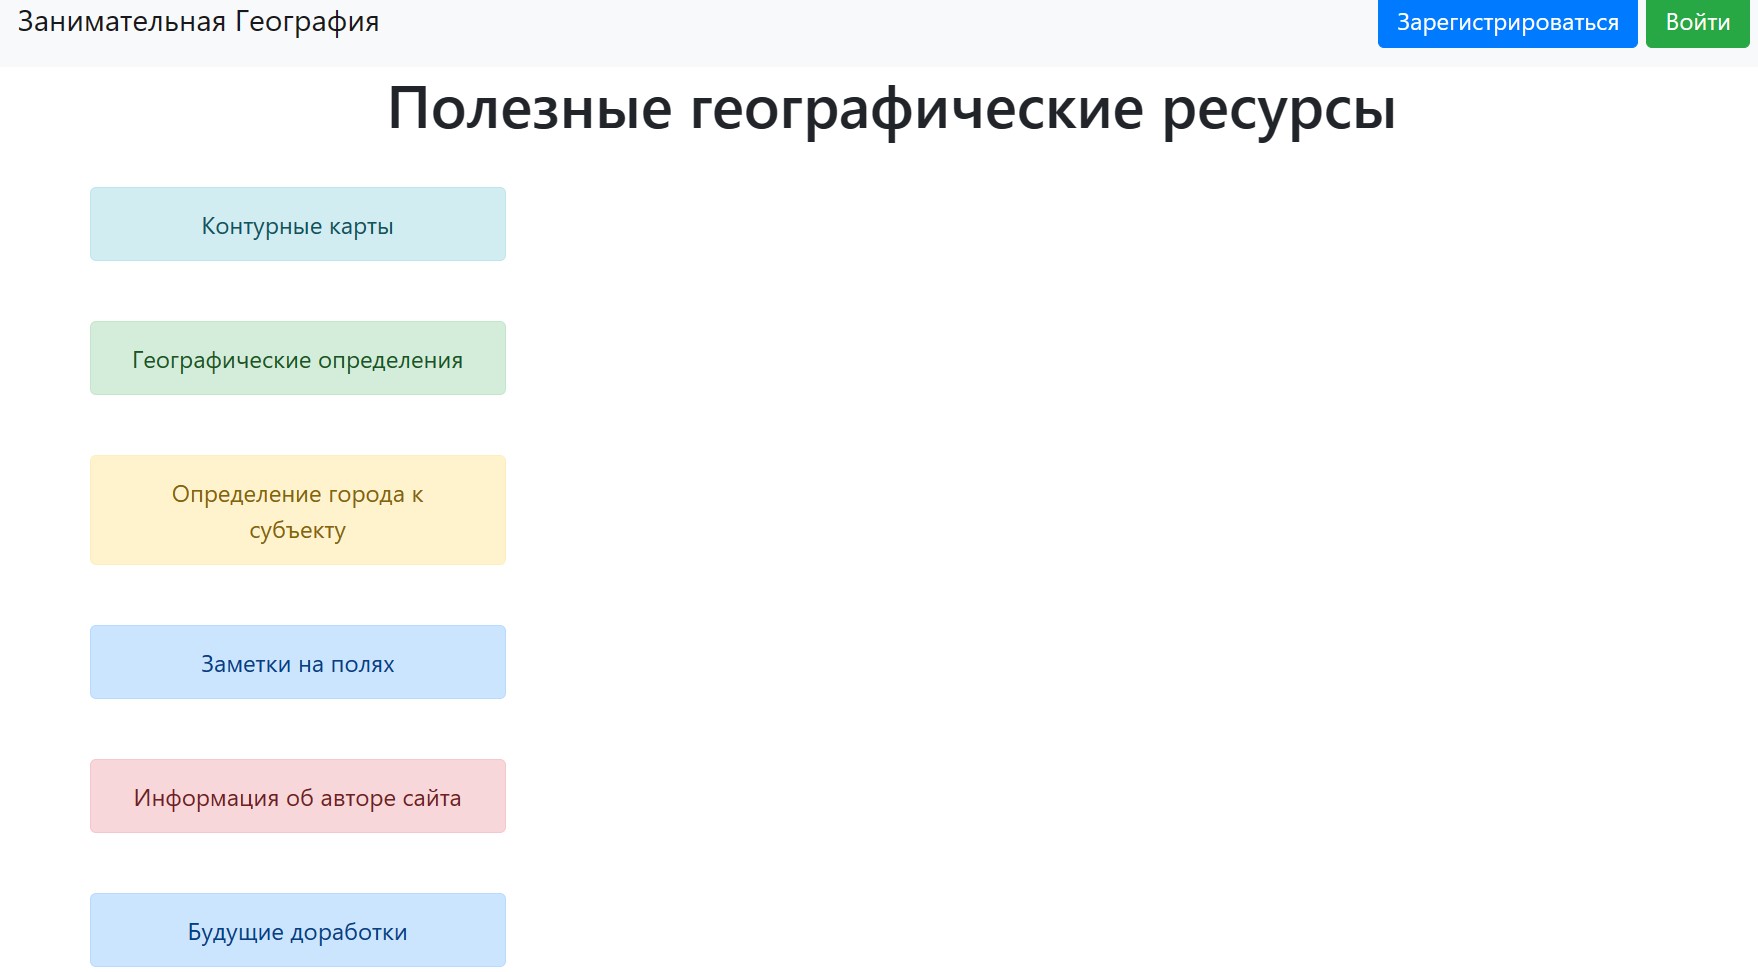 Занимательная География
Зарегистрироваться
Войти
Полезные географические ресурсы
Контурные карты
Географические определения
Определение города к
субъекту
Заметки на полях
Информация об авторе сайта
Будущие доработки